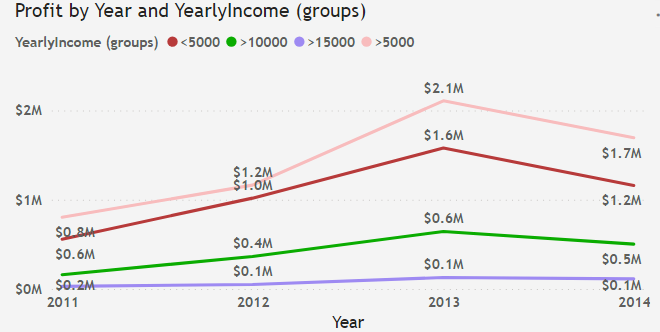 Profit by Year and YearlyIncome (groups)
YearlyIncome (groups) <5000 >10000 >15000 >5000
$2.1M
$2M
$1.6M
$1.7M
$1.2M
$1.0M
$1M
$1.2M
$0.8M
$0.6M
$0.6M
$0.4M
$0.5M
$0.1M
$0.1M
$0.2M
$0.1M
$0M
2011 2012 2013 2014
Year